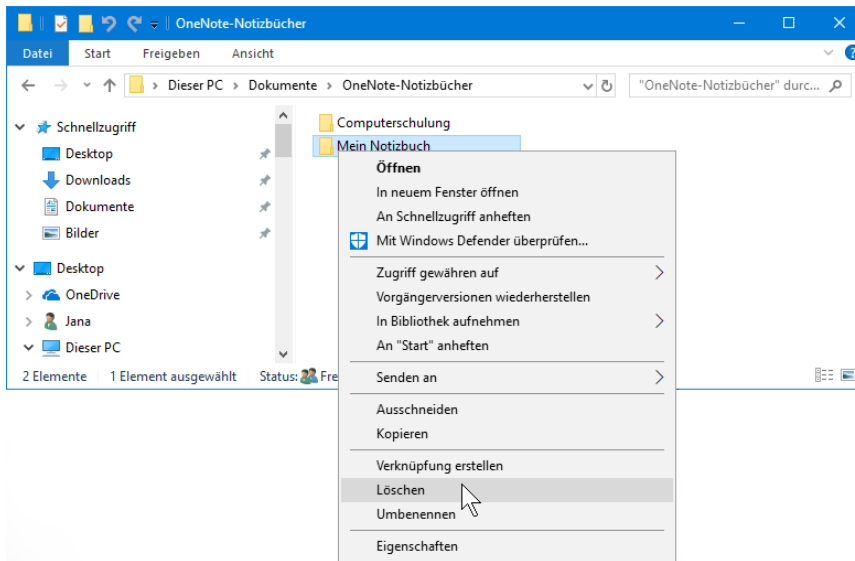 OneNote-Notizbücher
Datei Start Freigeben Ansicht
Dieser PC Dokumente OneNote-Notizbücher "OneNote-Notizbücher" durc...
Schnellzugriff
Desktop
Downloads
Dokumente
Bilder
Desktop
OneDrive
Jana
Dieser PC
2 Elemente 1 Element ausgewählt Status: Fre
Computerschulung
Mein Notizbuch
Öffnen
In neuem Fenster öffnen
An Schnellzugriff anheften
Mit Windows Defender überprüfen...
Zugriff gewähren auf
Vorgängerversionen wiederherstellen
In Bibliothek aufnehmen
An "Start" anheften
Senden an
Ausschneiden
Kopieren
Verknüpfung erstellen
Löschen
Umbenennen
Eigenschaften